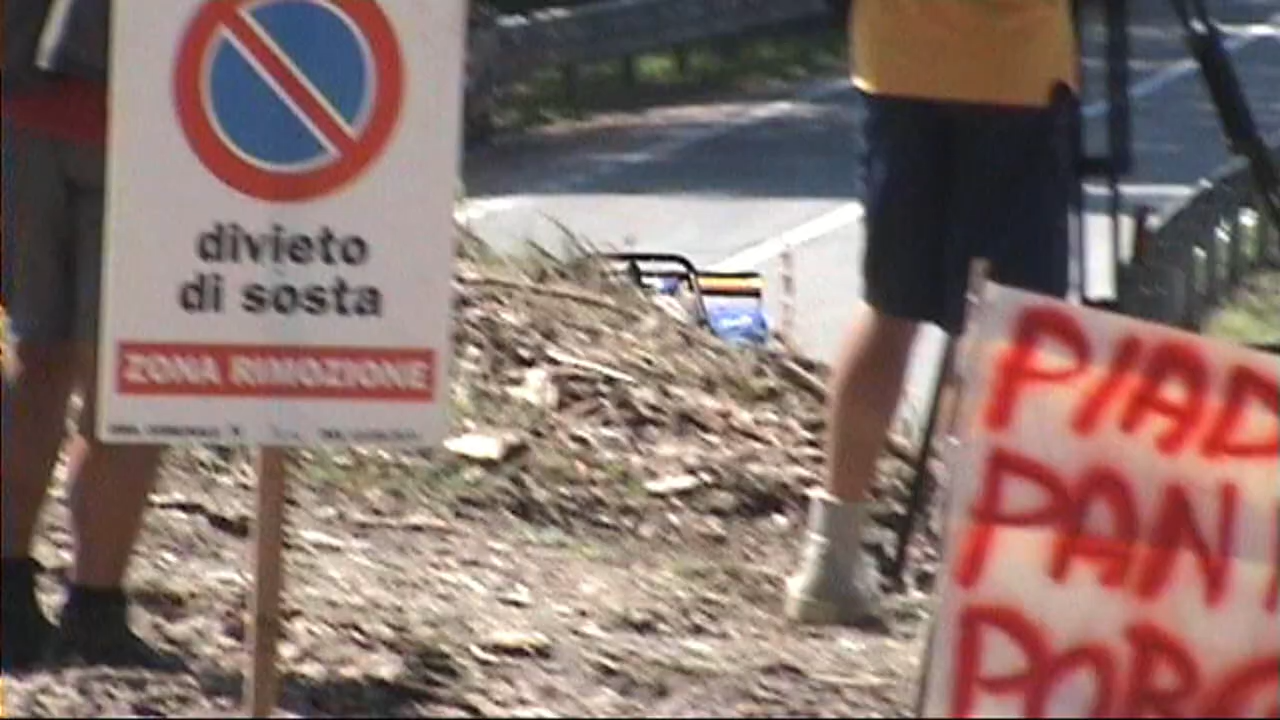 divieto
di sosta
ZONA RIMOZIONE
PIAD
PAN
PORC